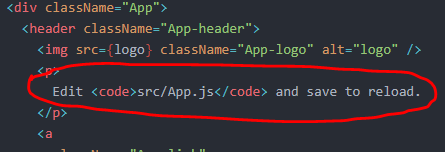 <div className="App">
<header className="App-header">
<img src={logo} className="App-logo" alt="logo" />
<p>
Edit <code>src/App.js</code> and save to reload.
</p>
<a